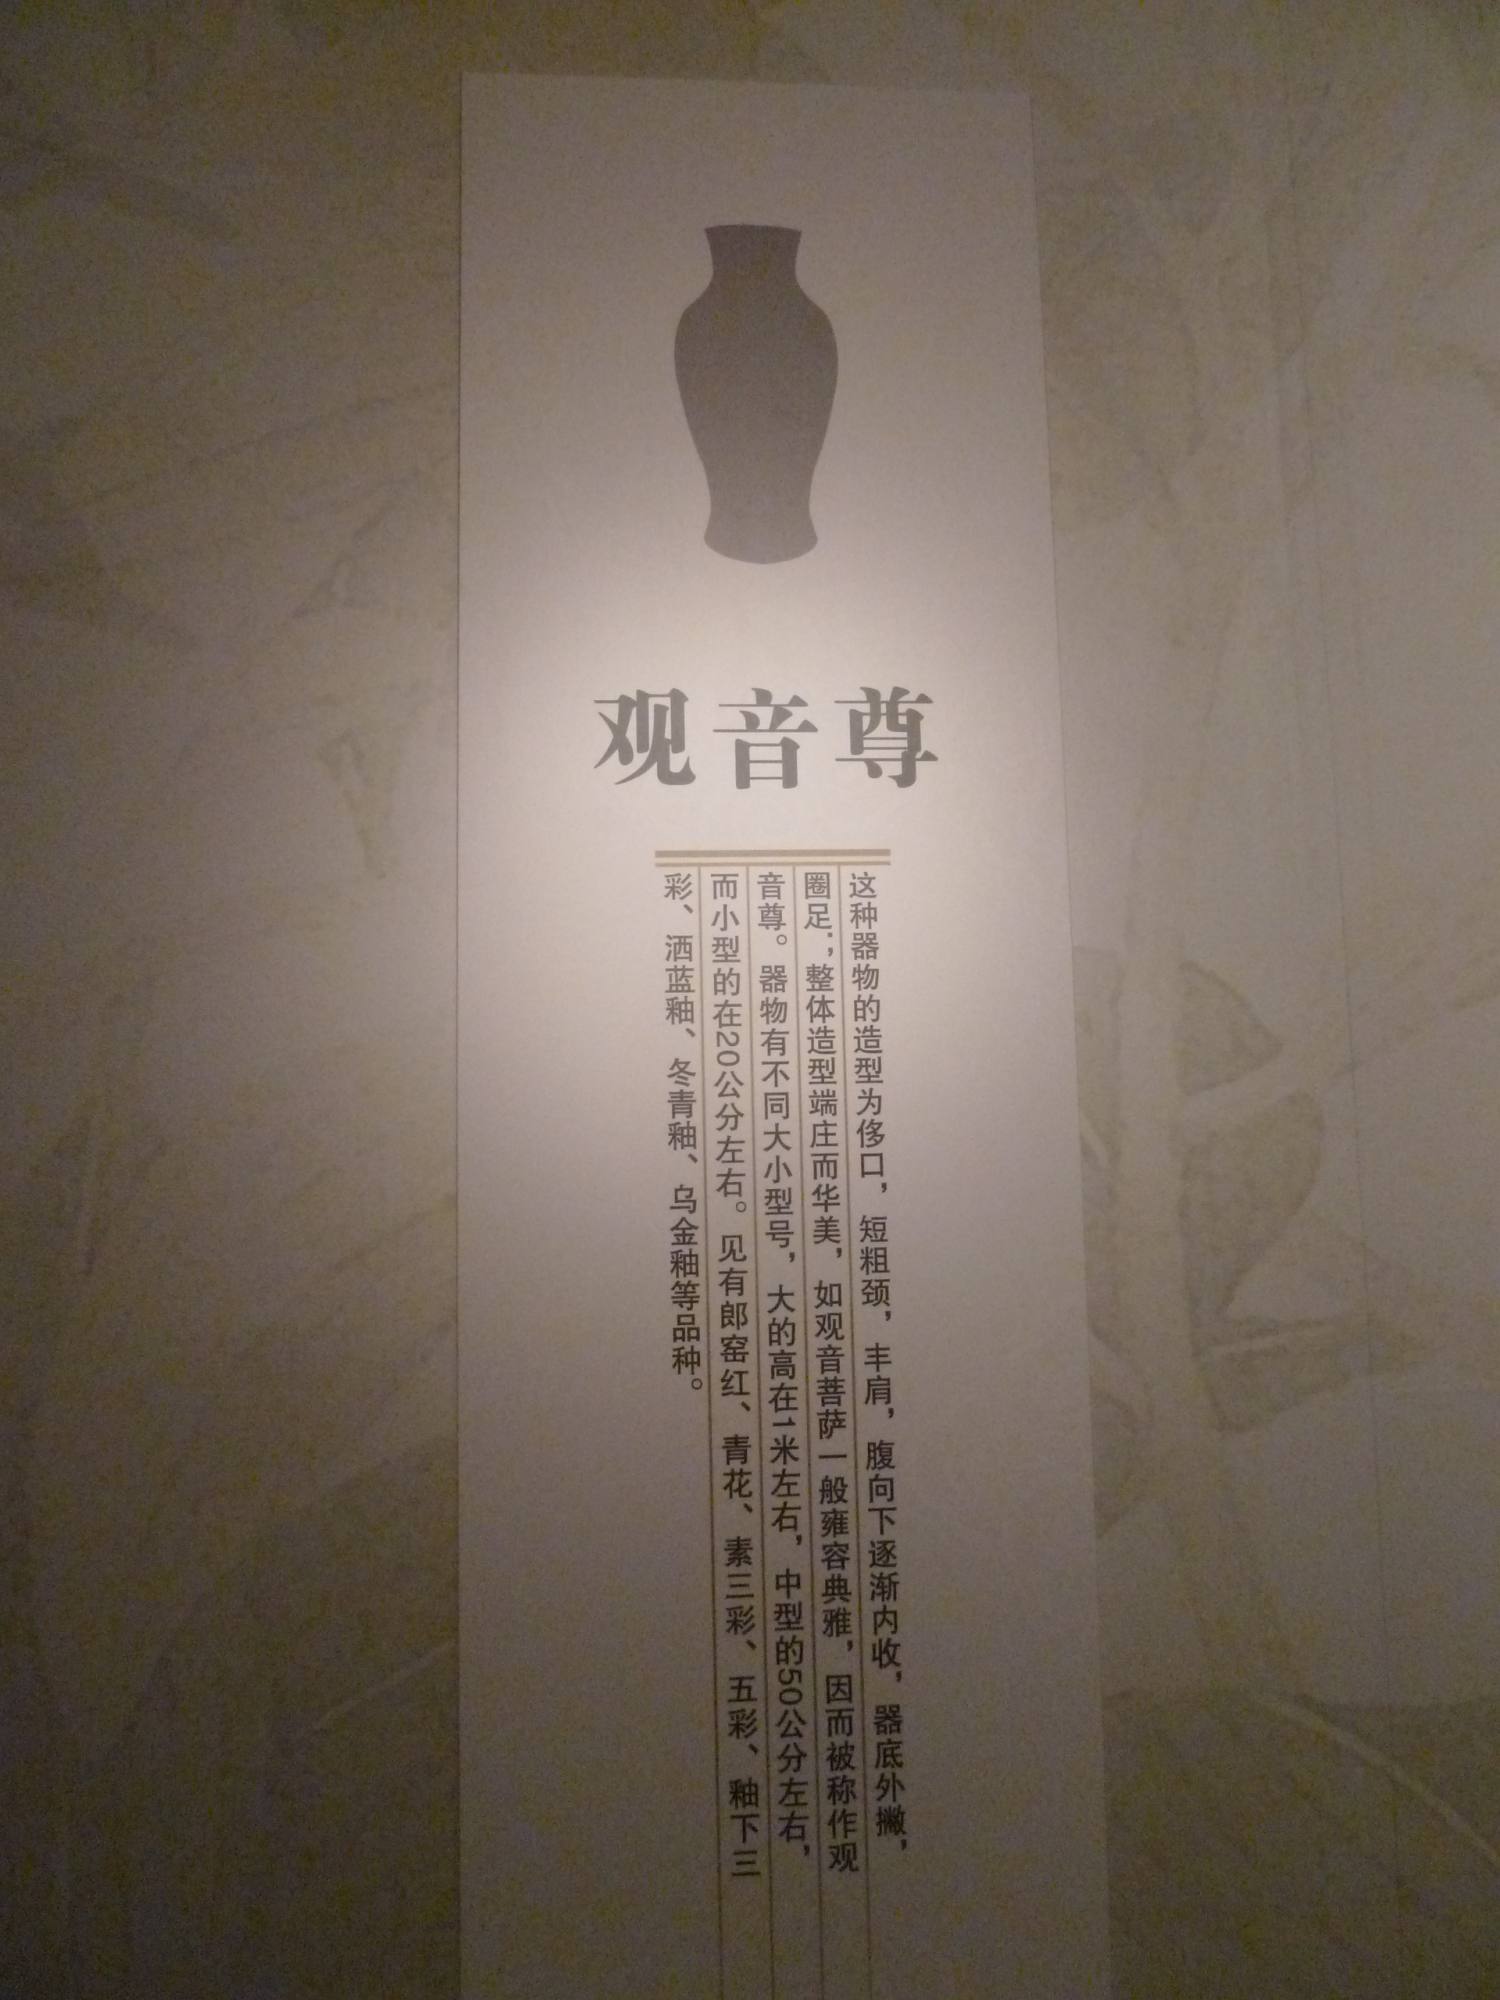 观音尊
这种器物的造型为侈口，短粗颈，丰肩，腹向下逐渐内收，器底外撇，
圈足；整体造型端庄而华美，如观音菩萨一般雍容典雅，因而被称作观
音尊。器物有不同大小型号，大的高在1米左右，中型的50公分左右，
而小型的在20公分左右。见有郎窑红、青花、素三彩、五彩、釉下三
彩、洒蓝釉、冬青釉、乌金釉等品种。